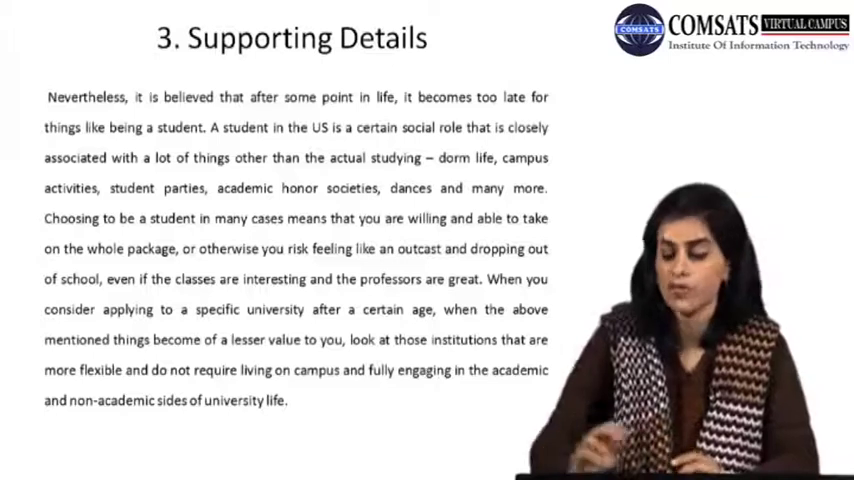 3. Supporting Details
COMSATS VIRTUAL CAMPUS
Institute Of Information Technology
COMSATS
Nevertheless, it is believed that after some point in life, it becomes too late for
things like being a student. A student in the US is a certain social role that is closely
associated with a lot of things other than the actual studying – dorm life, campus
activities, student parties, academic honor societies, dances and many more.
Choosing to be a student in many cases means that you are willing and able to take
on the whole package, or otherwise you risk feeling like an outcast and dropping out
of school, even if the classes are interesting and the professors are great. When you
consider applying to a specific university after a certain age, when the above
mentioned things become of a lesser value to you, look at those institutions that are
more flexible and do not require living on campus and fully engaging in the academic
and non-academic sides of university life.